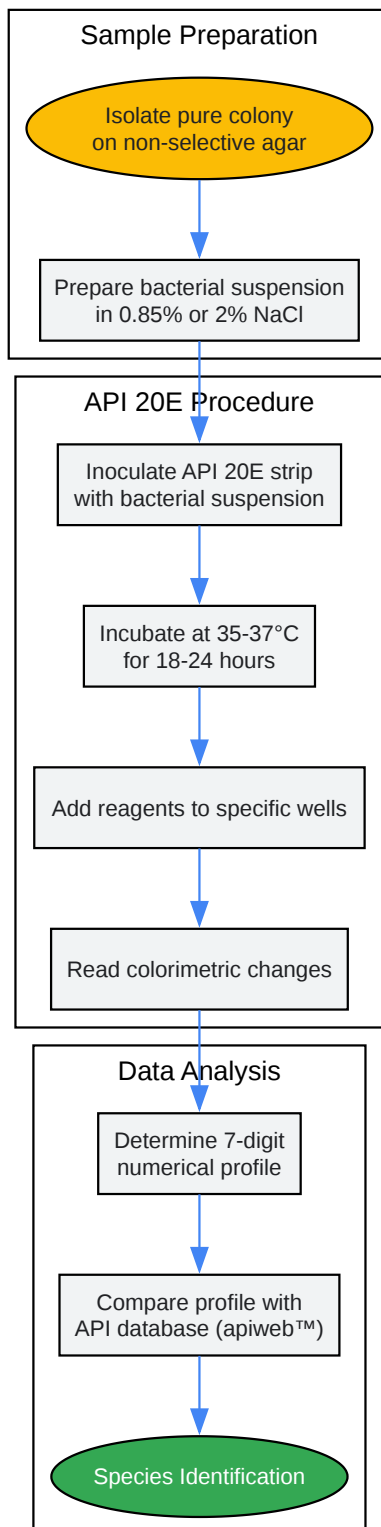 Sample Preparation
Isolate pure colony
on non-selective agar
Prepare bacterial suspension
in 0.85% or 2% NaCl
API 20E Procedure
Inoculate API 20E strip
with bacterial suspension
Incubate at 35-37°C
for 18-24 hours
Add reagents to specific wells
Read colorimetric changes
Data Analysis
Determine 7-digit
numerical profile
Compare profile with
API database (apiweb™)
Species Identification